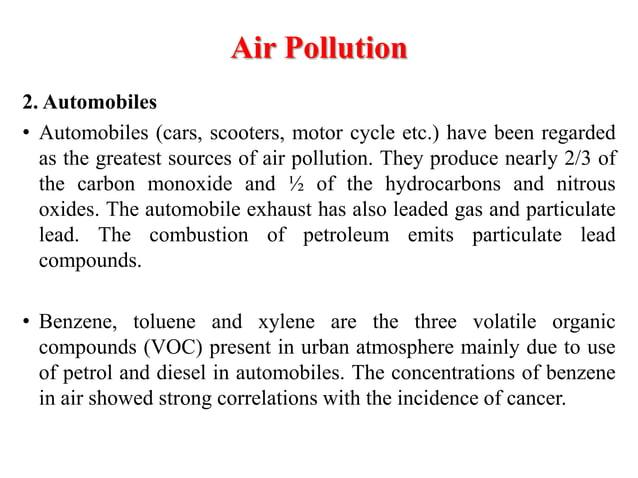 Air Pollution
2. Automobiles
• Automobiles (cars, scooters, motor cycle etc.) have been regarded
as the greatest sources of air pollution. They produce nearly 2/3 of
the carbon monoxide and ½ of the hydrocarbons and nitrous
oxides. The automobile exhaust has also leaded gas and particulate
lead. The combustion of petroleum emits particulate lead
compounds.
• Benzene, toluene and xylene are the three volatile organic
compounds (VOC) present in urban atmosphere mainly due to use
of petrol and diesel in automobiles. The concentrations of benzene
in air showed strong correlations with the incidence of cancer.